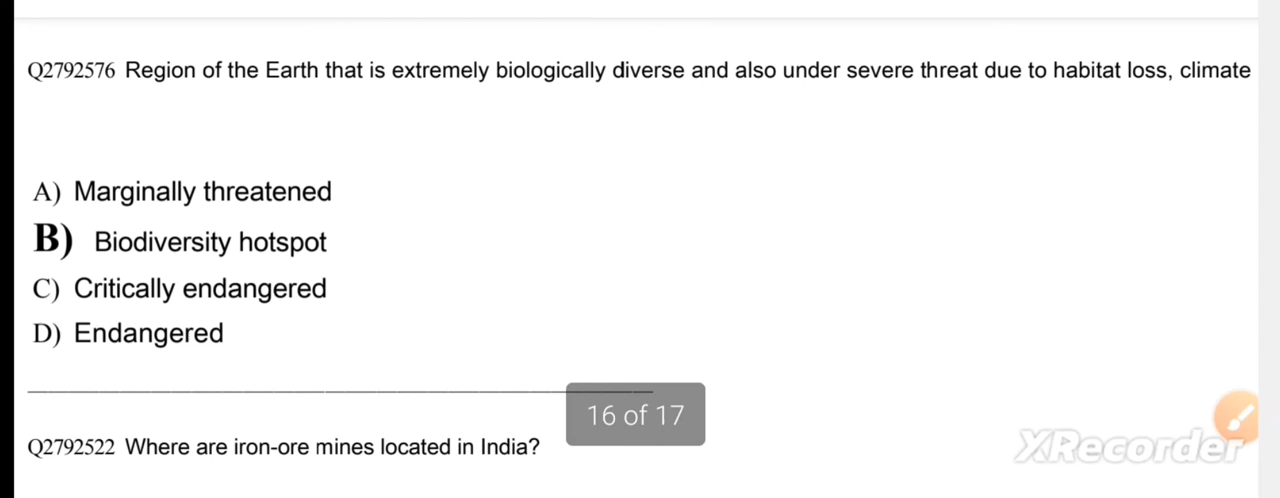 Q2792576 Region of the Earth that is extremely biologically diverse and also under severe threat due to habitat loss, climate
A) Marginally threatened
B) Biodiversity hotspot
C) Critically endangered
D) Endangered
16 of 17
Q2792522 Where are iron-ore mines located in India?
XRecorder